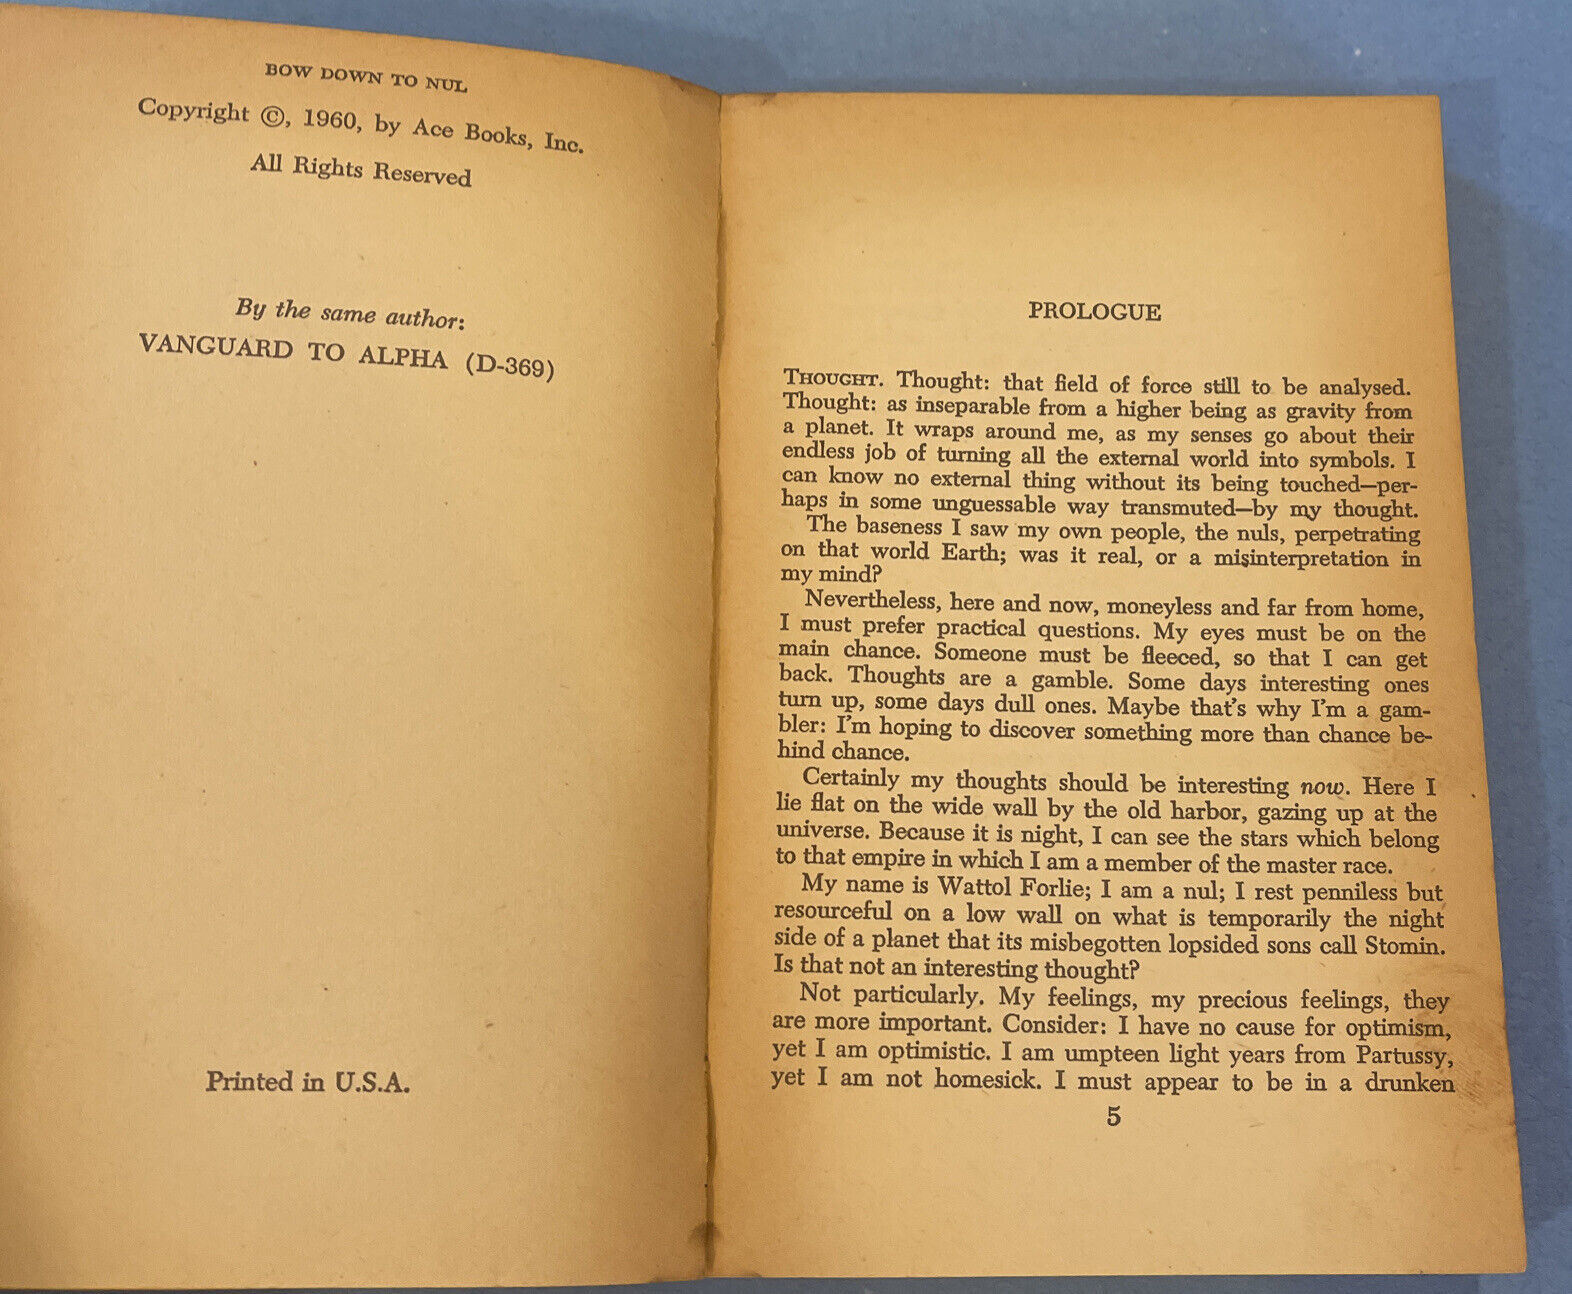 BOW DOWN TO NUL
Copyright ©, 1960, by Ace Books, Inc.
All Rights Reserved
By the same author:
VANGUARD TO ALPHA (D-369)
Printed in U.S.A.
PROLOGUE
THOUGHT. Thought: that field of force still to be analysed.
Thought: as inseparable from a higher being as gravity from
a planet. It wraps around me, as my senses go about their
endless job of turning all the external world into symbols. I
can know no external thing without its being touched—per-
haps in some unguessable way transmuted—by my thought.
The baseness I saw my own people, the nuls, perpetrating
on that world Earth; was it real, or a misinterpretation in
my mind?
Nevertheless, here and now, moneyless and far from home,
I must prefer practical questions. My eyes must be on the
main chance. Someone must be fleeced, so that I can get
back. Thoughts are a gamble. Some days interesting ones
turn up, some days dull ones. Maybe that's why I'm a gam-
bler: I'm hoping to discover something more than chance be-
hind chance.
Certainly my thoughts should be interesting now. Here I
lie flat on the wide wall by the old harbor, gazing up at the
universe. Because it is night, I can see the stars which belong
to that empire in which I am a member of the master race.
My name is Wattol Forlie; I am a nul; I rest penniless but
resourceful on a low wall on what is temporarily the night
side of a planet that its misbegotten lopsided sons call Stomin.
Is that not an interesting thought?
Not particularly. My feelings, my precious feelings, they
are more important. Consider: I have no cause for optimism,
yet I am optimistic. I am umpteen light years from Partussy,
yet I am not homesick. I must appear to be in a drunken
5